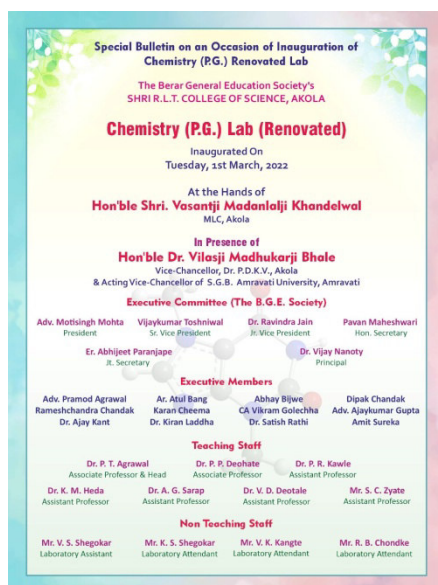 Special Bulletin on an Occasion of Inauguration of
Chemistry (P.G.) Renovated Lab
The Berar General Education Society's
SHRI R.L.T. COLLEGE OF SCIENCE, AKOLA
Chemistry (P.G.) Lab (Renovated)
Inaugurated On
Tuesday, 1st March, 2022
At the Hands of
Hon'ble Shri. Vasantji Madanlalji Khandelwal
MLC, Akola
In Presence of
Hon'ble Dr. Vilasji Madhukarji Bhale
Vice-Chancellor, Dr. P.D.K.V., Akola
& Acting Vice-Chancellor of S.G.B. Amravati University, Amravati
Executive Committee (The B.G.E. Society)
Adv. Motisingh Mohta Vijaykumar Toshniwal Dr. Ravindra Jain Pavan Maheshwari
President Sr. Vice President Jr. Vice President Hon. Secretary
Er. Abhijeet Paranjape Dr. Vijay Nanoty
Jt. Secretary Principal
Executive Members
Adv. Pramod Agrawal Ar. Atul Bang Abhay Bijwe Dipak Chandak
Rameshchandra Chandak Karan Cheema CA Vikram Golechha Adv. Ajaykumar Gupta
Dr. Ajay Kant Dr. Kiran Laddha Dr. Satish Rathi Amit Sureka
Teaching Staff
Dr. P. T. Agrawal Dr. P. P. Deohate Dr. P. R. Kawle
Associate Professor & Head Associate Professor Assistant Professor
Dr. K. M. Heda Dr. A. G. Sarap Dr. V. D. Deotale Mr. S. C. Zyate
Assistant Professor Assistant Professor Assistant Professor Assistant Professor
Non Teaching Staff
Mr. V. S. Shegokar Mr. K. S. Shegokar Mr. V. K. Kangte Mr. R. B. Chondke
Laboratory Assistant Laboratory Attendant Laboratory Attendant Laboratory Attendant